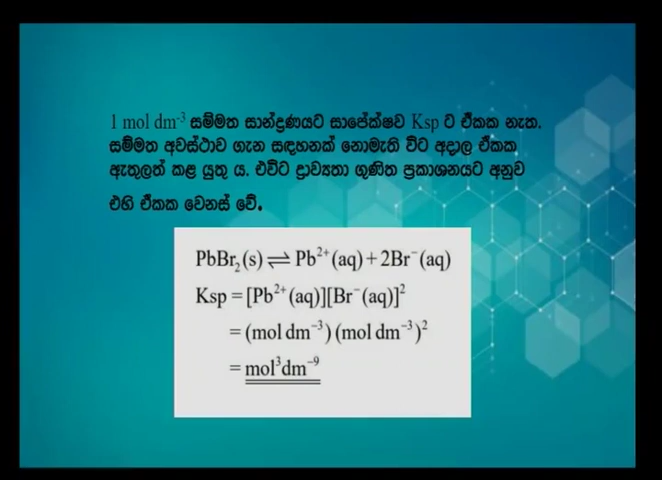 1 mol dm⁻³ සම්මත සාන්ද්‍රණයට සාපේක්ෂව Ksp ට ඒකක නැත.
සම්මත අවස්ථාව ගැන සඳහනක් නොමැති විට අදාල ඒකක
ඇතුලත් කළ යුතු ය. එවිට ද්‍රාව්‍යතා ගුණිත ප්‍රකාශනයට අනුව
එහි ඒකක වෙනස් වේ.
PbBr₂(s) ⇌ Pb²⁺(aq) + 2Br⁻(aq)
Ksp = [Pb²⁺(aq)][Br⁻(aq)]²
= (mol dm⁻³) (mol dm⁻³)²
= mol³dm⁻⁹